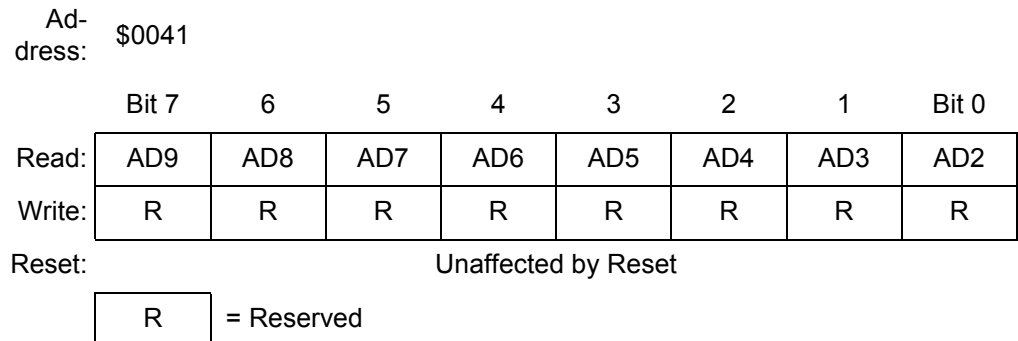 Ad-
dress: $0041
Bit 7 6 5 4 3 2 1 Bit 0
Read: AD9 AD8 AD7 AD6 AD5 AD4 AD3 AD2
Write: R R R R R R R R
Reset: Unaffected by Reset
R = Reserved